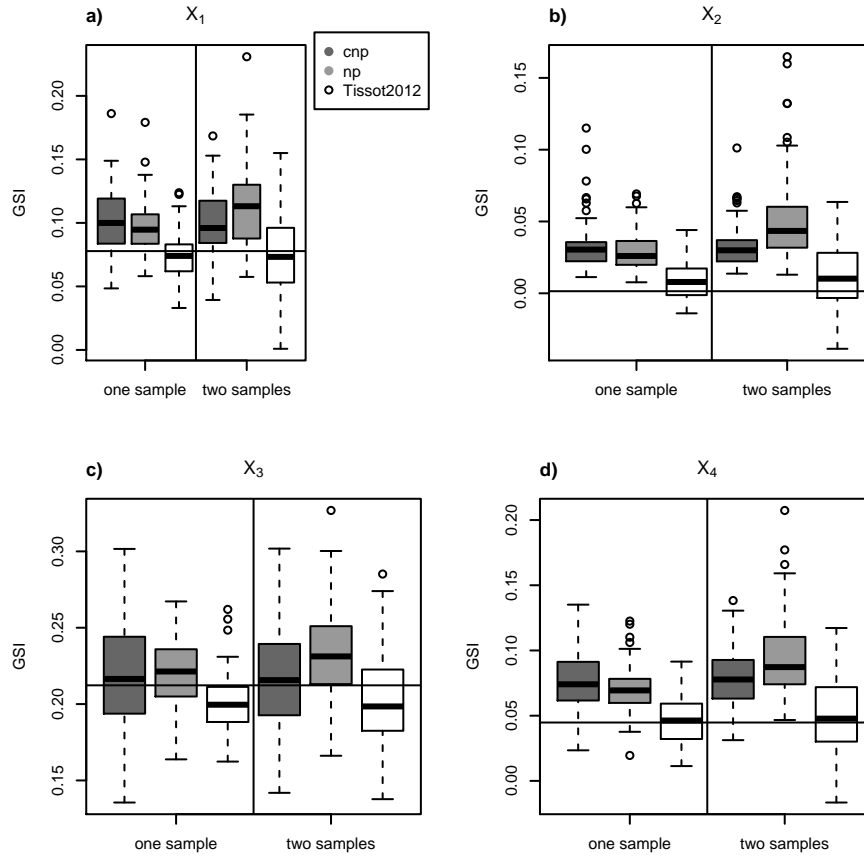 a) X₁
cnp
np
Tissot2012
GSI
0.00 0.05 0.10 0.15 0.20
one sample two samples
b) X₂
GSI
0.00 0.05 0.10 0.15
one sample two samples
c) X₃
GSI
0.15 0.20 0.25 0.30
one sample two samples
d) X₄
GSI
0.00 0.05 0.10 0.15 0.20
one sample two samples